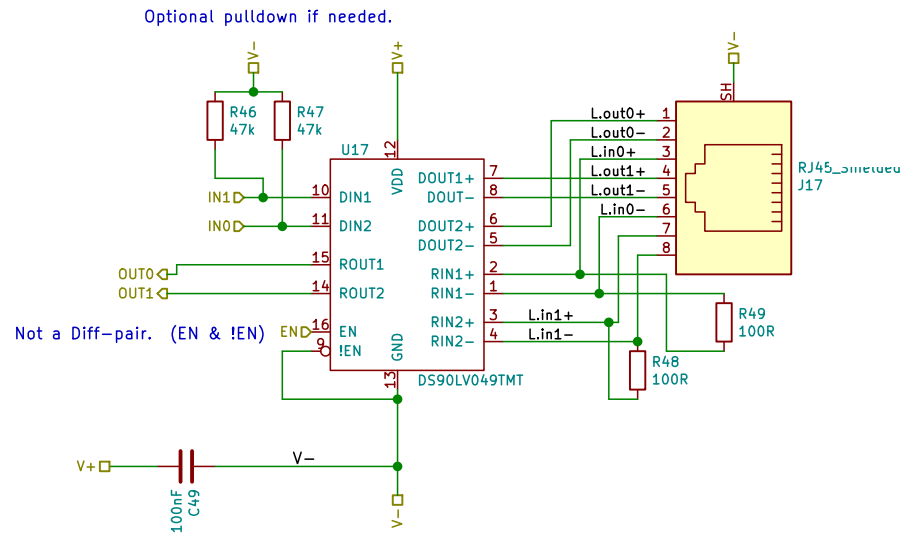 Optional pulldown if needed.
V-
V+
V-
R46
47k
R47
47k
U17
12
VDD
SH
L.out0+
1
L.out0-
2
L.in0+
3
L.out1+
4
L.out1-
5
L.in0-
6
7
8
RJ45_Shielded
J17
IN1
10
DIN1
IN0
11
DIN2
OUT0
15
ROUT1
OUT1
14
ROUT2
Not a Diff-pair. (EN & !EN)
EN
16
EN
9
!EN
DOUT1+
7
DOUT-
8
DOUT2+
6
DOUT2-
5
RIN1+
2
RIN1-
1
RIN2+
3
L.in1+
RIN2-
4
L.in1-
GND
13
DS90LV049TMT
R49
100R
R48
100R
V+
100nF
C49
V-
V-